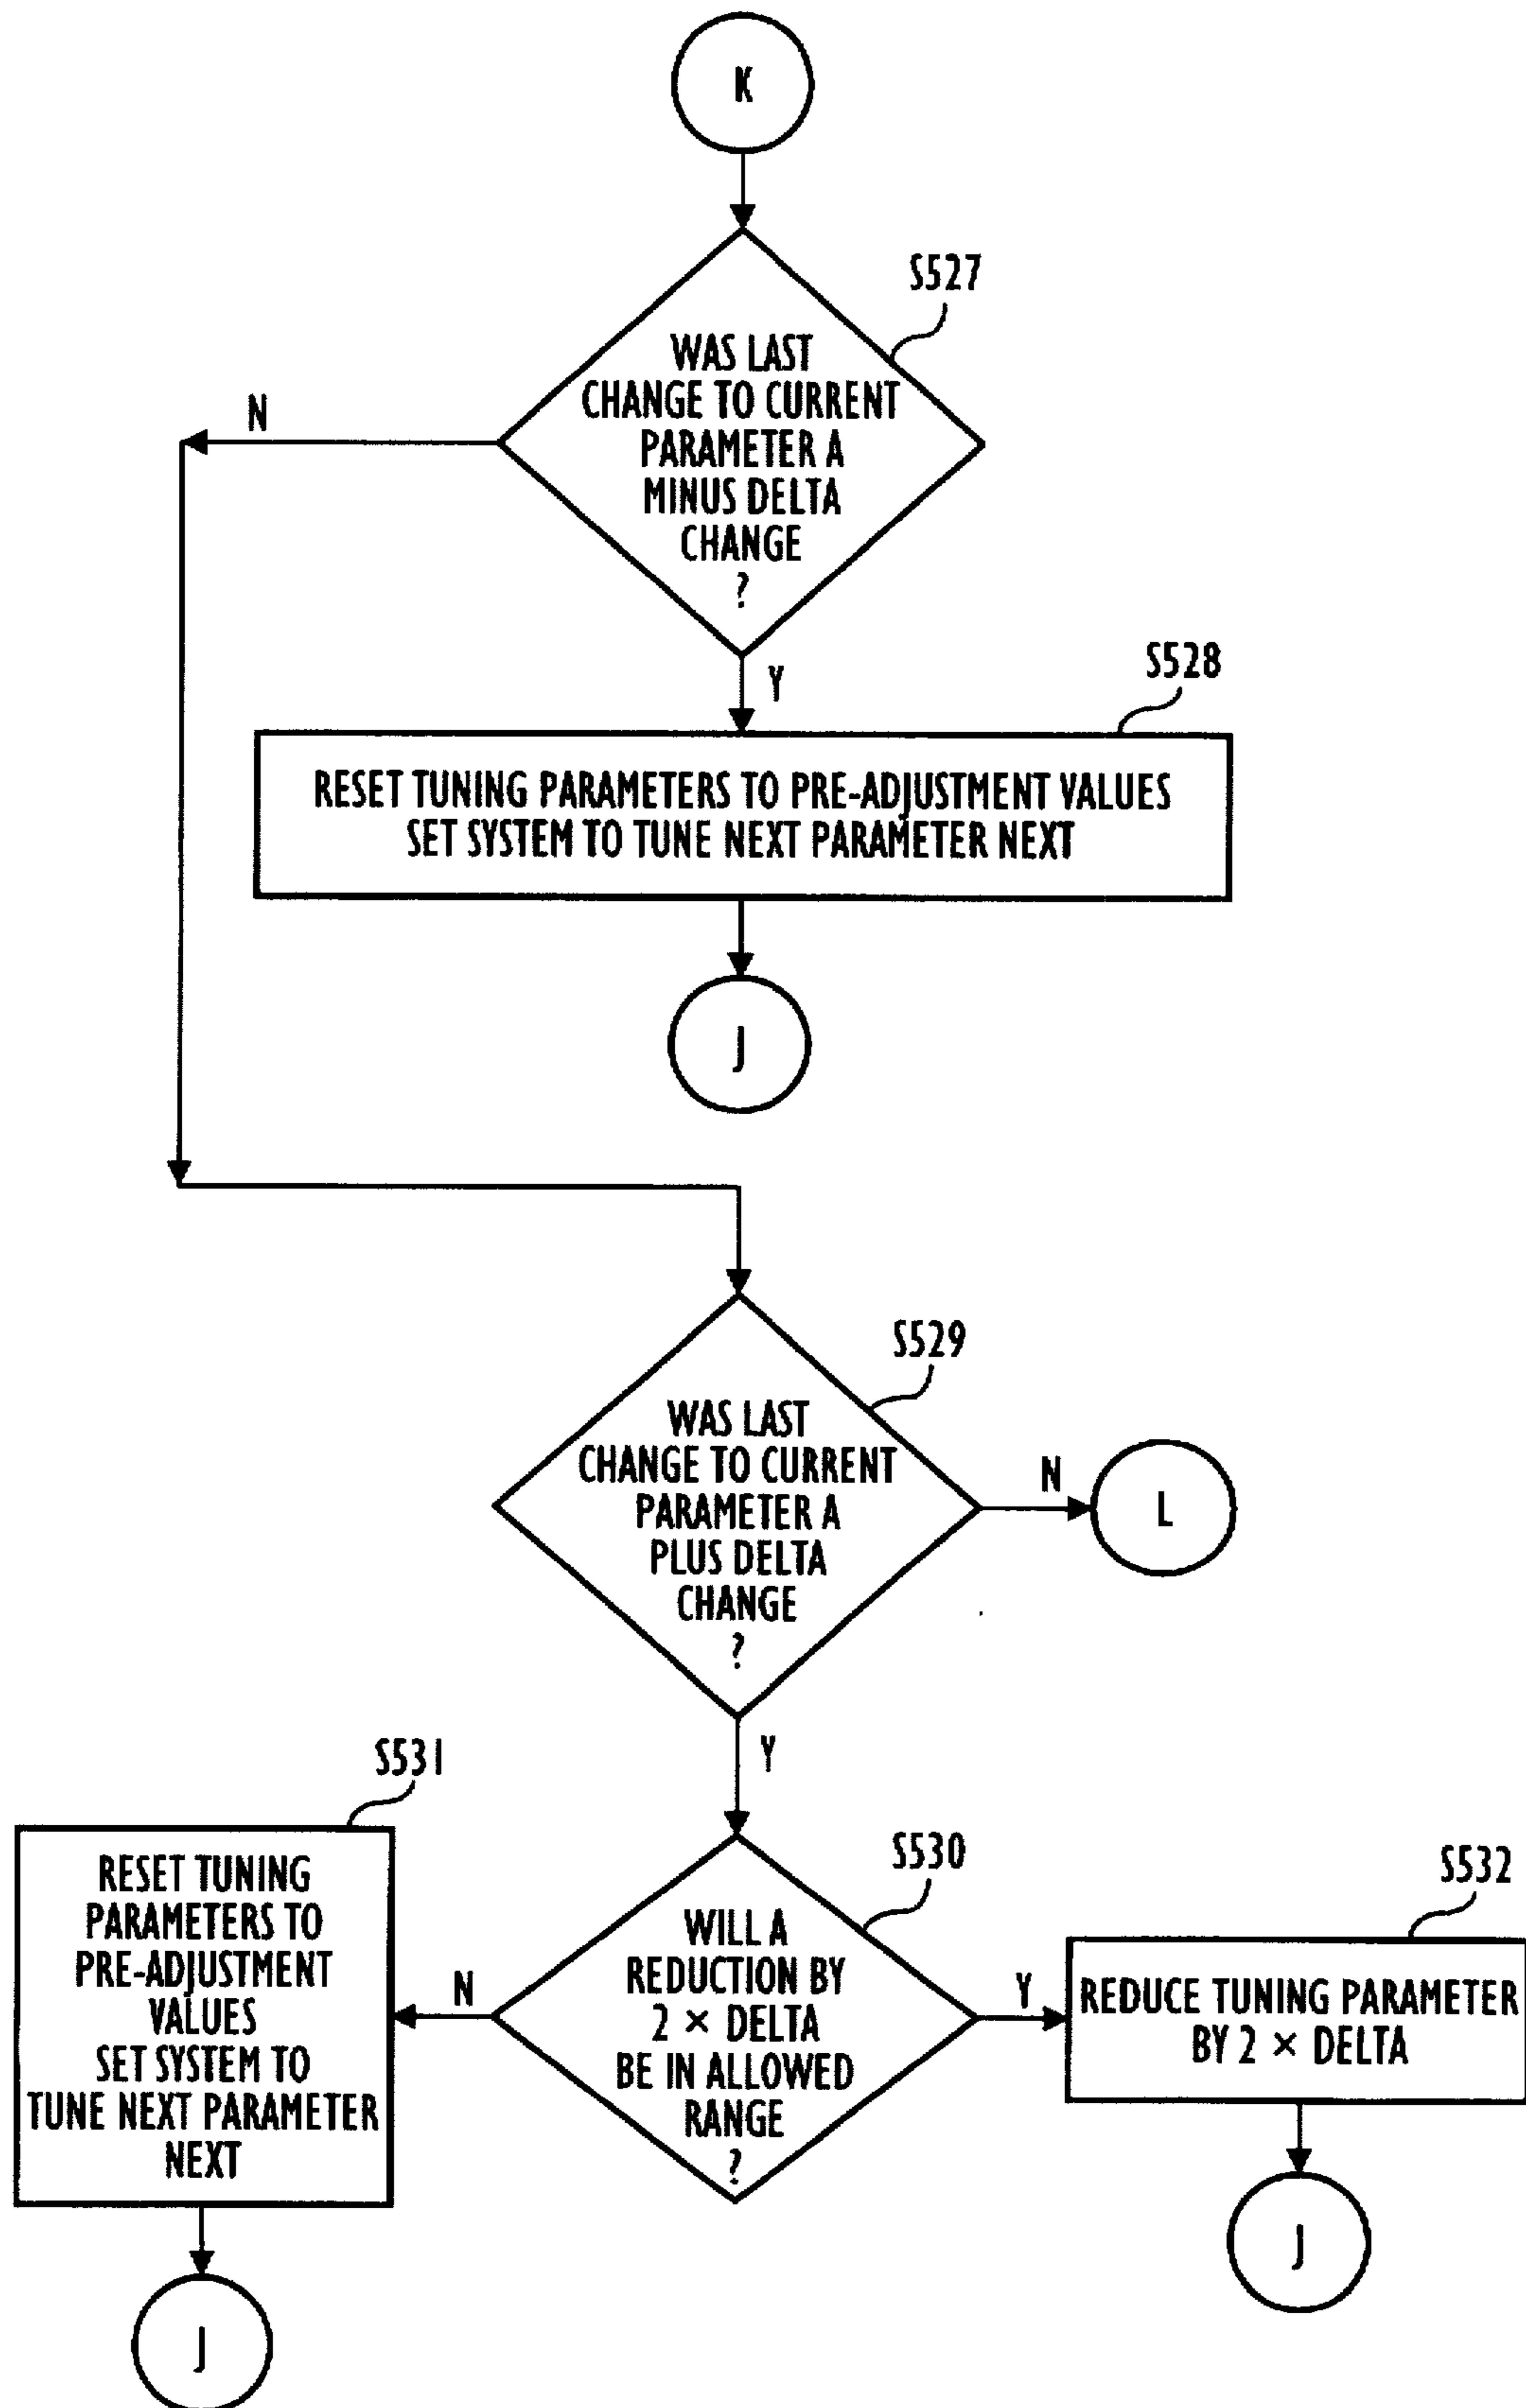 K
S527
WAS LAST
CHANGE TO CURRENT
PARAMETER A
MINUS DELTA
CHANGE
?
N
Y
S528
RESET TUNING PARAMETERS TO PRE-ADJUSTMENT VALUES
SET SYSTEM TO TUNE NEXT PARAMETER NEXT
J
S529
WAS LAST
CHANGE TO CURRENT
PARAMETER A
PLUS DELTA
CHANGE
?
N
L
Y
S531
RESET TUNING
PARAMETERS TO
PRE-ADJUSTMENT
VALUES
SET SYSTEM TO
TUNE NEXT PARAMETER
NEXT
N
S530
WILL A
REDUCTION BY
2 × DELTA
BE IN ALLOWED
RANGE
?
Y
S532
REDUCE TUNING PARAMETER
BY 2 × DELTA
J
J